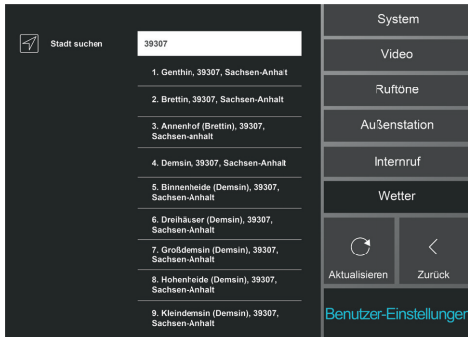 Stadt suchen
39307
1. Genthin, 39307, Sachsen-Anhalt
2. Brettin, 39307, Sachsen-Anhalt
3. Annenhof (Brettin), 39307,
Sachsen-anhalt
4. Demsin, 39307, Sachsen-Anhalt
5. Binnenheide (Demsin), 39307,
Sachsen-Anhalt
6. Dreihäuser (Demsin), 39307,
Sachsen-Anhalt
7. Großdemsin (Demsin), 39307,
Sachsen-Anhalt
8. Hohenheide (Demsin), 39307,
Sachsen-Anhalt
9. Kleindemsin (Demsin), 39307,
Sachsen-Anhalt
System
Video
Ruftöne
Außenstation
Internruf
Wetter
Aktualisieren
Zurück
Benutzer-Einstellungen